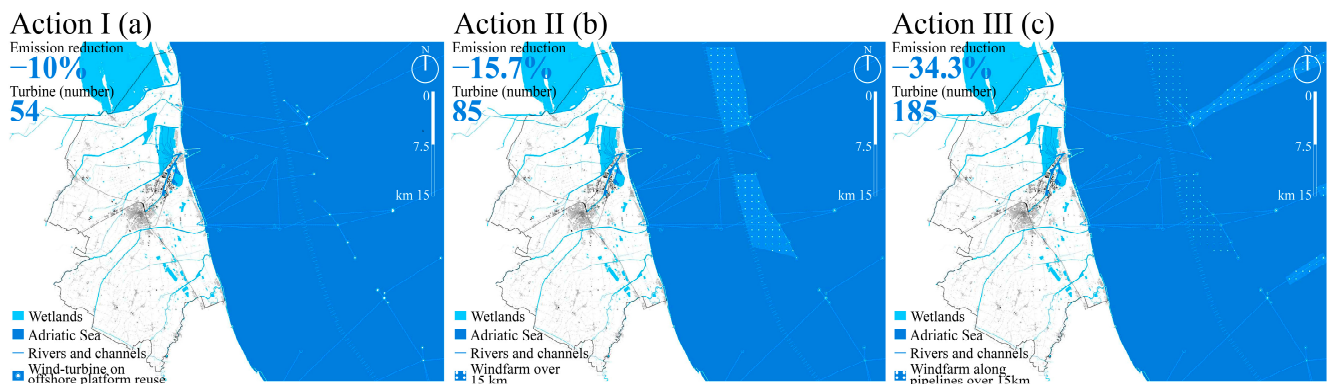 Action I (a)
Emission reduction
−10%
Turbine (number)
54
N
0
7.5
km 15
Wetlands
Adriatic Sea
Rivers and channels
Wind-turbine on
offshore platform reuse
Action II (b)
Emission reduction
−15.7%
Turbine (number)
85
N
0
7.5
km 15
Wetlands
Adriatic Sea
Rivers and channels
Windfarm over
15 km
Action III (c)
Emission reduction
−34.3%
Turbine (number)
185
N
0
7.5
km 15
Wetlands
Adriatic Sea
Rivers and channels
Windfarm along
pipelines over 15km